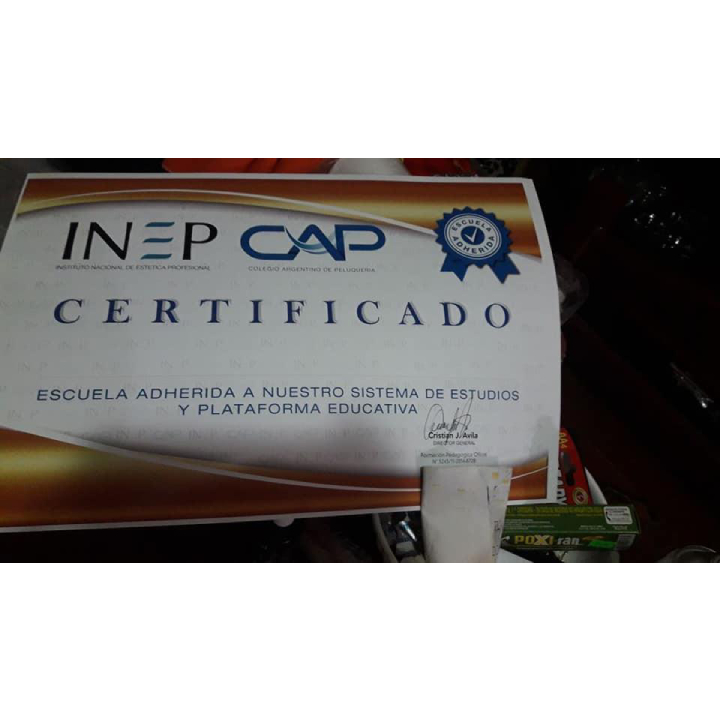 INEP
INSTITUTO NACIONAL DE ESTETICA PROFESIONAL
CAP
COLEGIO ARGENTINO DE PELUQUERIA
ESCUELA
ADHERIDA
CERTIFICADO
ESCUELA ADHERIDA A NUESTRO SISTEMA DE ESTUDIOS
Y PLATAFORMA EDUCATIVA
Cristian J. Avila
DIRECTOR GENERAL
POXI-ran